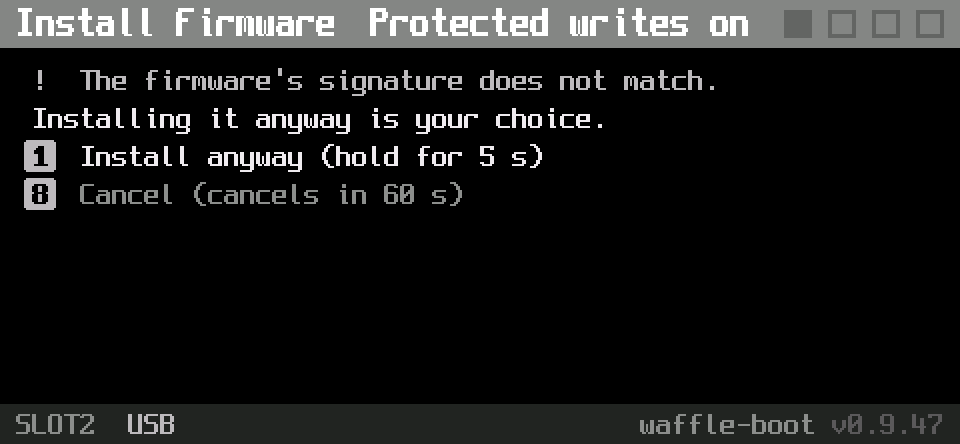 Install Firmware Protected writes on
! The firmware's signature does not match.
Installing it anyway is your choice.
1 Install anyway (hold for 5 s)
8 Cancel (cancels in 60 s)
SLOT2 USB waffle-boot v0.9.47